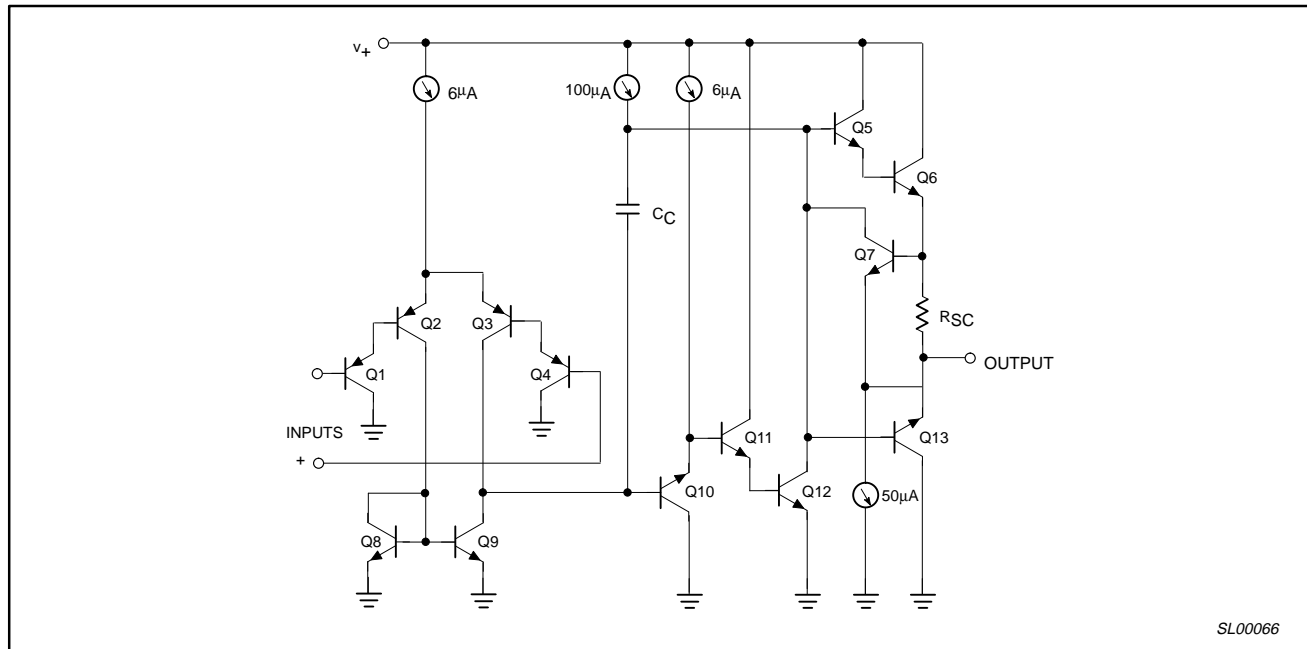 V+
6µA
100µA
6µA
Q5
Q6
CC
Q7
Q2
Q3
RSC
Q1
Q4
OUTPUT
INPUTS
Q11
Q13
+
Q10
Q12
50µA
Q8
Q9
SL00066